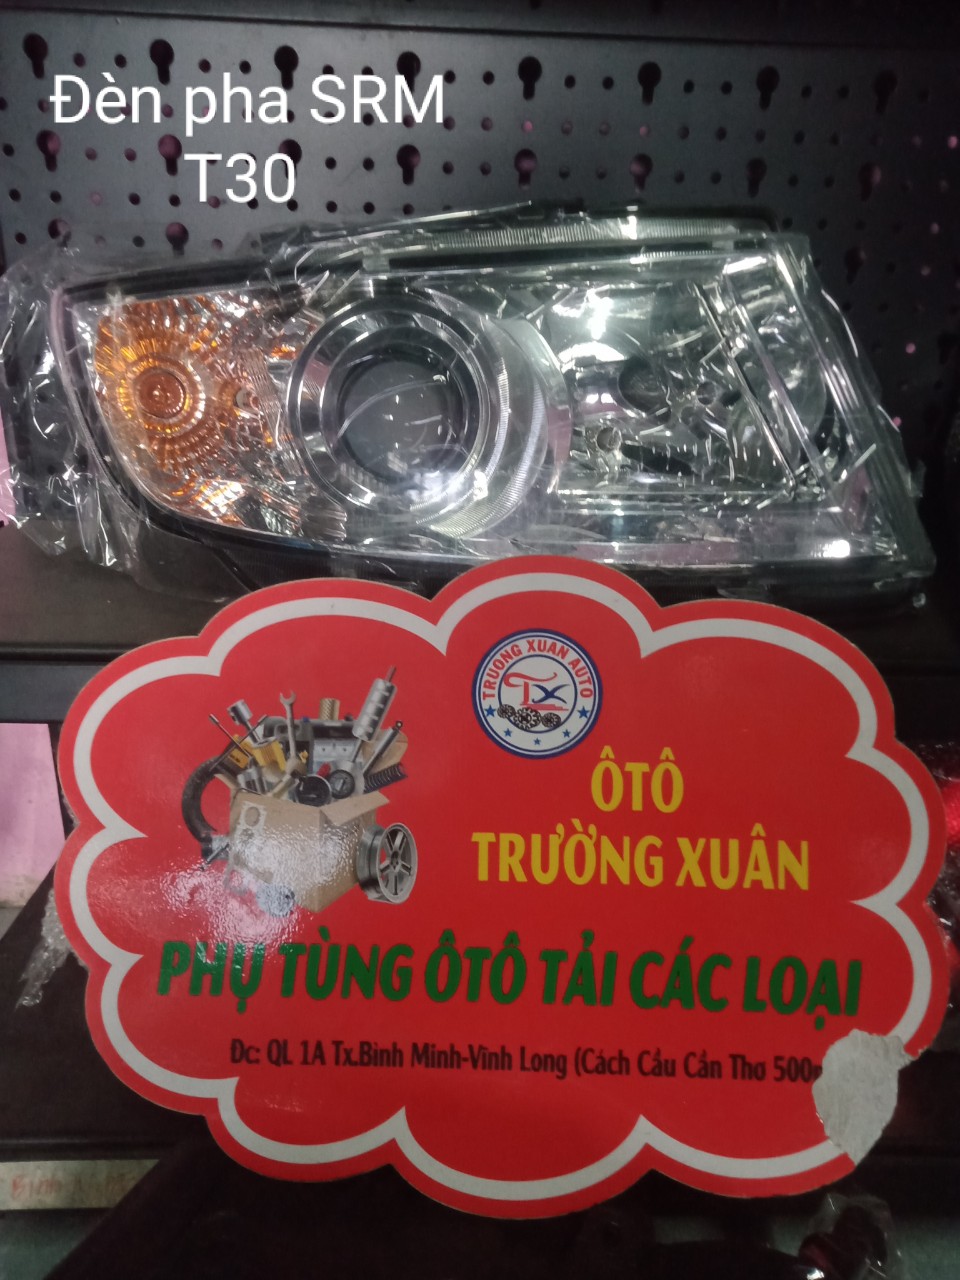 Đèn pha SRM
T30
TRUONG XUAN AUTO
TX
ÔTÔ
TRƯỜNG XUÂN
PHỤ TÙNG ÔTÔ TẢI CÁC LOẠI
Đc: QL 1A Tx.Bình Minh-Vĩnh Long (Cách Cầu Cần Thơ 500